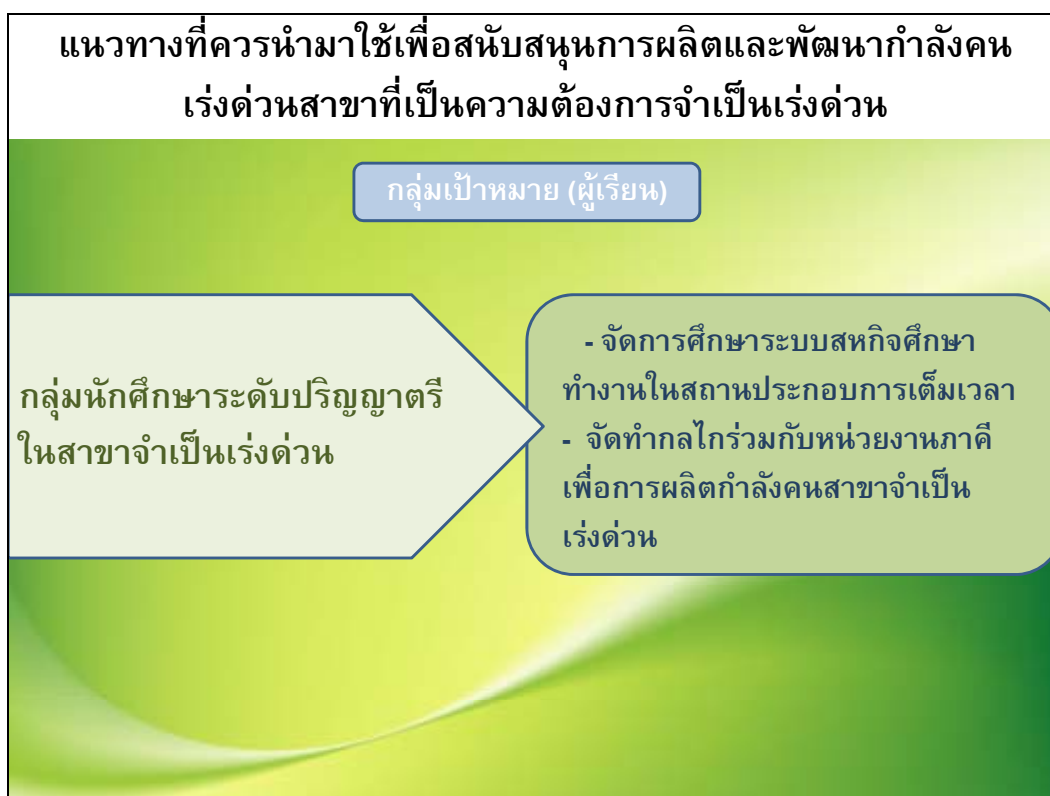 แนวทางที่ควรนำมาใช้เพื่อสนับสนุนการผลิตและพัฒนากำลังคน
เร่งด่วนสาขาที่เป็นความต้องการจำเป็นเร่งด่วน
กลุ่มเป้าหมาย (ผู้เรียน)
กลุ่มนักศึกษาระดับปริญญาตรี
ในสาขาจำเป็นเร่งด่วน
- จัดการศึกษาระบบสหกิจศึกษา
ทำงานในสถานประกอบการเต็มเวลา
- จัดทำกลไกร่วมกับหน่วยงานภาคี
เพื่อการผลิตกำลังคนสาขาจำเป็น
เร่งด่วน